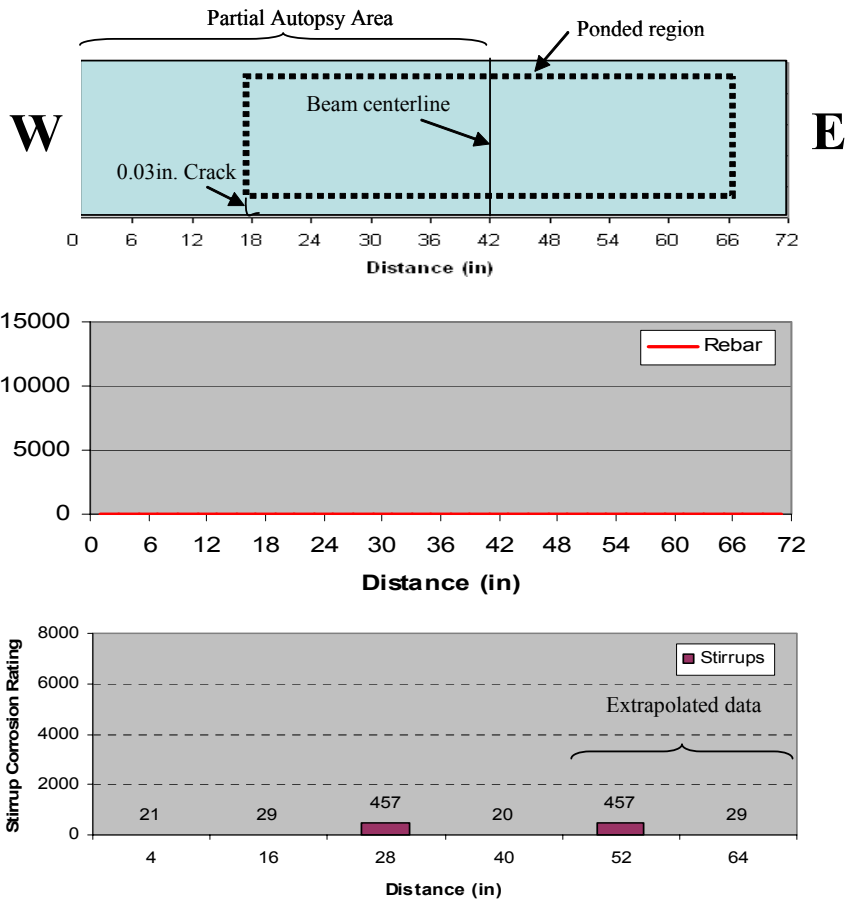 Partial Autopsy Area
Ponded region
Beam centerline
W
E
0.03in. Crack
0 6 12 18 24 30 36 42 48 54 60 66 72
Distance (in)
15000
10000
5000
0
Rebar
0 6 12 18 24 30 36 42 48 54 60 66 72
Distance (in)
Stirrup Corrosion Rating
8000
6000
4000
2000
0
Stirrups
Extrapolated data
21 29 457 20 457 29
4 16 28 40 52 64
Distance (in)